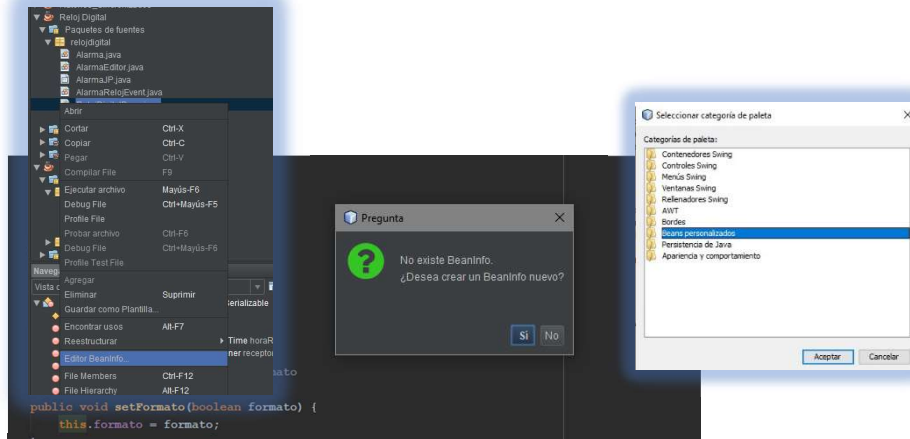 Reloj Digital
Paquetes de fuentes
relojdigital
Alarma.java
AlarmaEditor.java
AlarmaJP.java
AlarmaRelojEvent.java
Abrir
Cortar Ctrl-X
Copiar Ctrl-C
Pegar Ctrl-V
Compilar File F9
Ejecutar archivo Mayús-F6
Debug File Ctrl+Mayús-F5
Profile File
Probar archivo Ctrl-F6
Debug File Ctrl+Mayús-F6
Profile Test File
Agregar
Eliminar Suprimir
Guardar como Plantilla...
Encontrar usos Alt-F7
Reestructurar
Editor BeanInfo...
File Members Ctrl-F12
File Hierarchy Alt-F12
Vista
Serializable
Time
public void setFormato(boolean formato) {
this.formato = formato;
Pregunta
No existe BeanInfo.
¿Desea crear un BeanInfo nuevo?
Sí No
Seleccionar categoría de paleta
Categorías de paleta:
Contenedores Swing
Controles Swing
Menús Swing
Ventanas Swing
Rellenadores Swing
AWT
Bordes
Beans personalizados
Persistencia de Java
Apariencia y comportamiento
Aceptar Cancelar